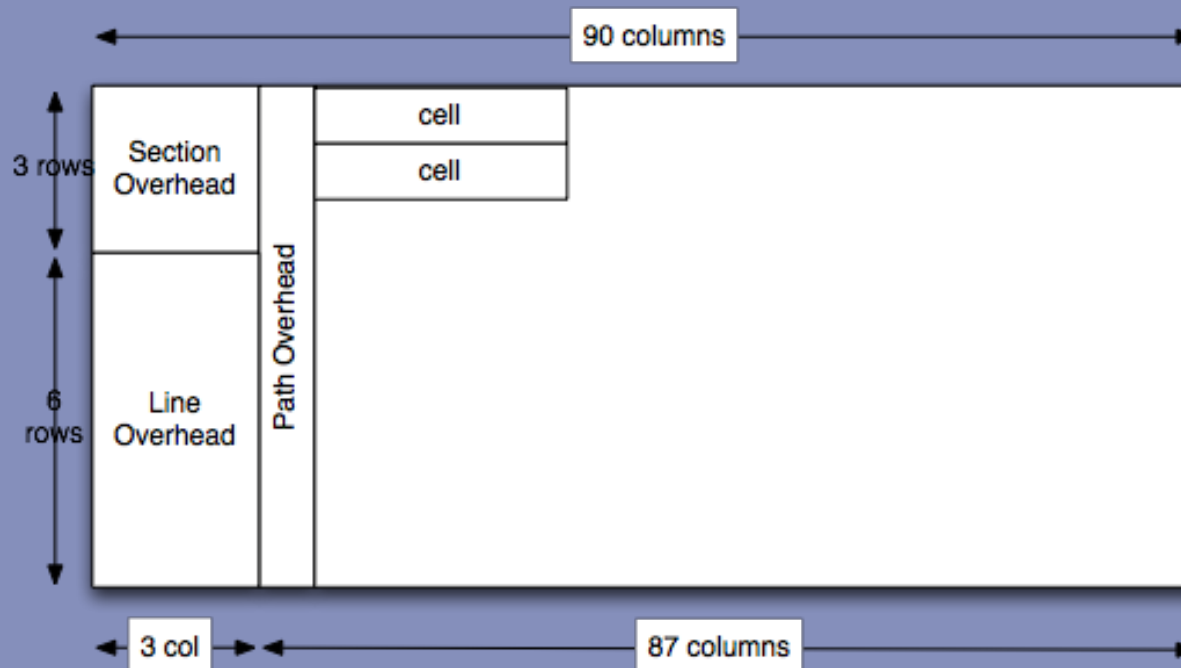 90 columns
3 rows
Section
Overhead
cell
cell
Path Overhead
6
rows
Line
Overhead
3 col
87 columns